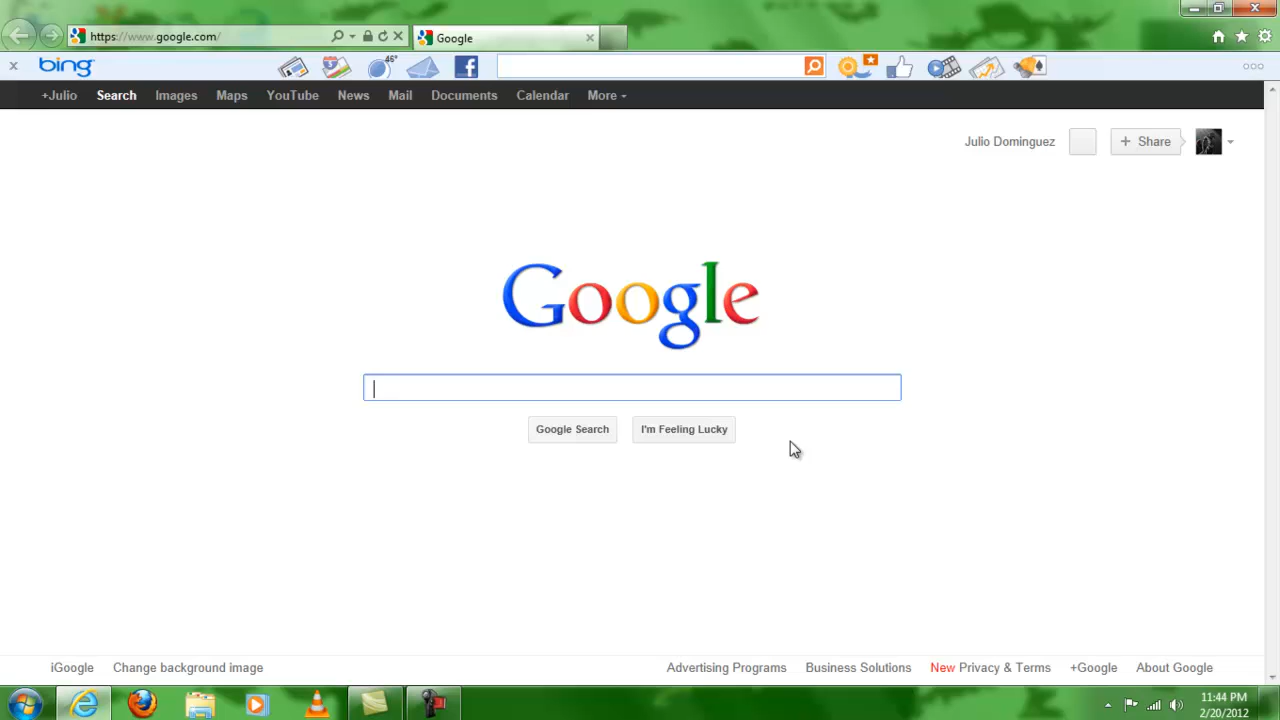 https://www.google.com/
Google
bing
46°
+Julio Search Images Maps YouTube News Mail Documents Calendar More
Julio Dominguez
+ Share
Google
Google Search
I'm Feeling Lucky
iGoogle Change background image Advertising Programs Business Solutions New Privacy & Terms +Google About Google
11:44 PM
2/20/2012